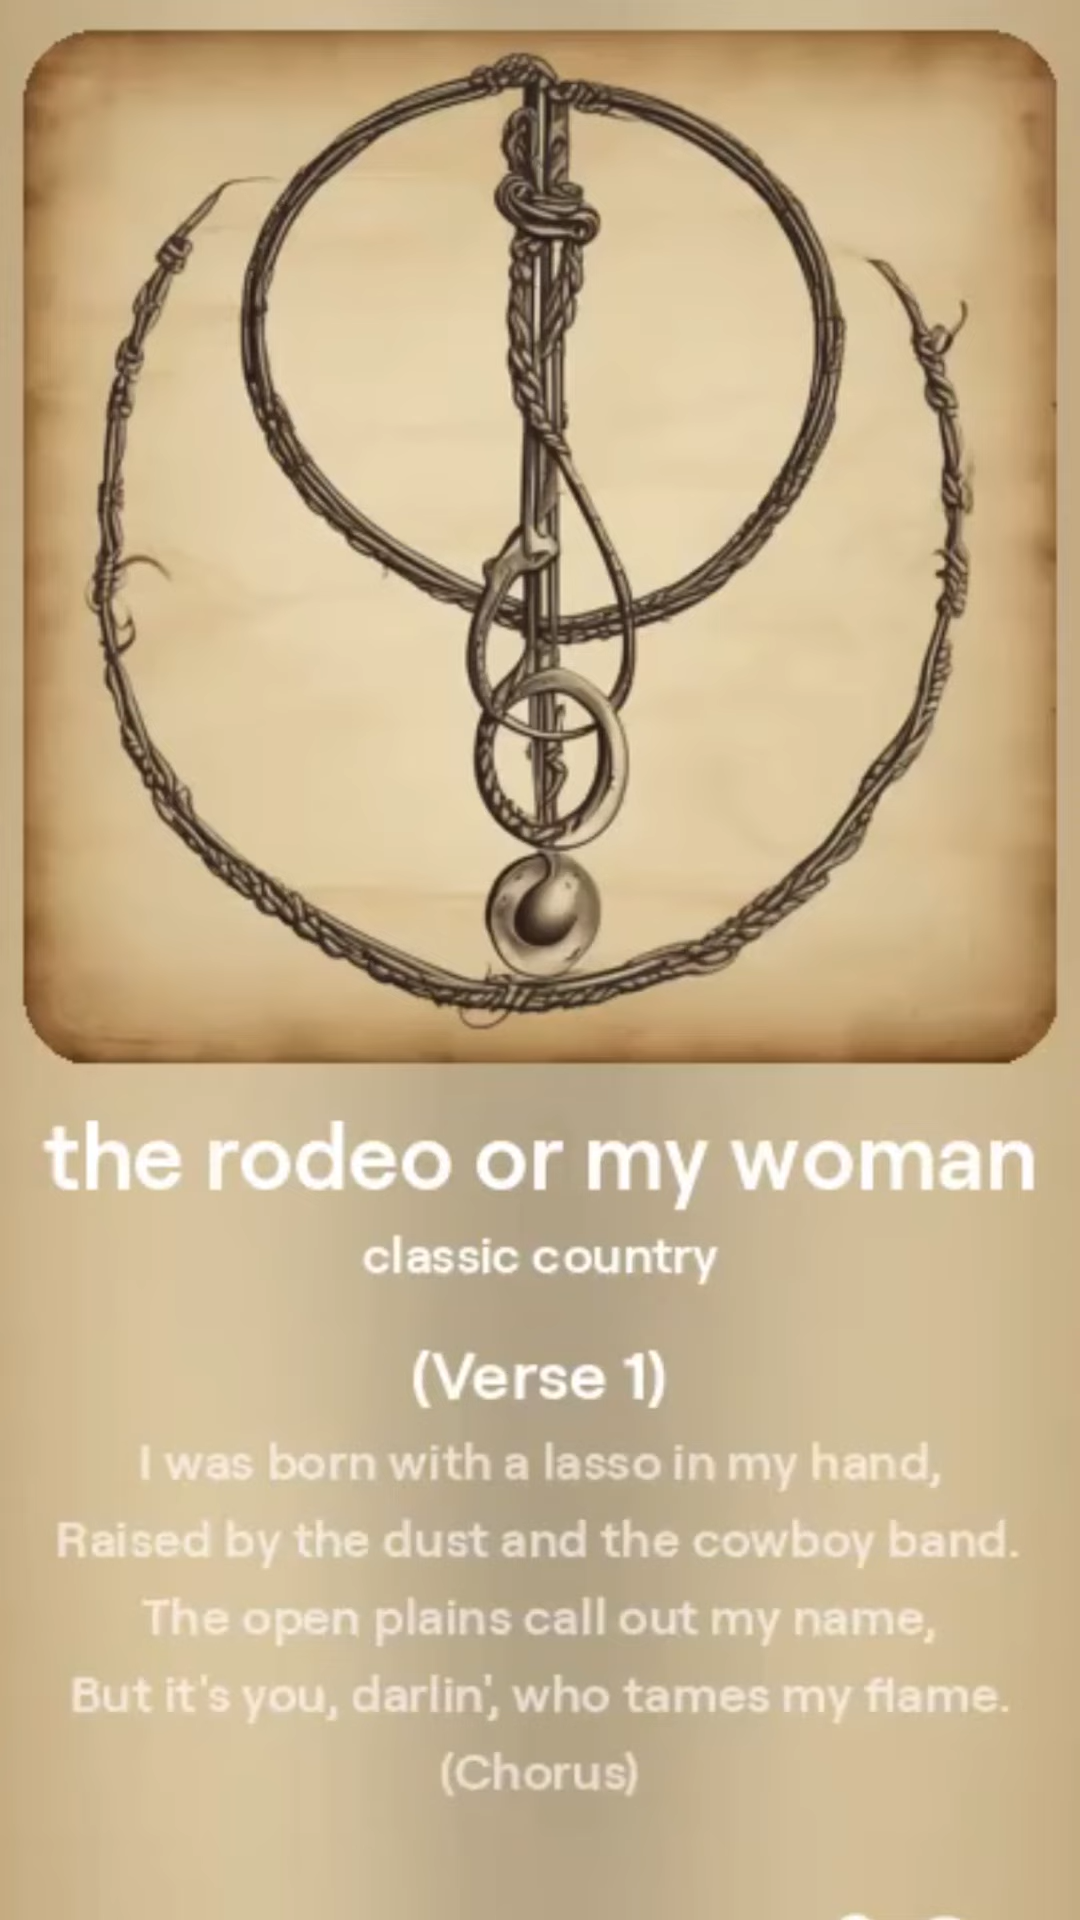 the rodeo or my woman
classic country
(Verse 1)
I was born with a lasso in my hand,
Raised by the dust and the cowboy band.
The open plains call out my name,
But it's you, darlin', who tames my flame.
(Chorus)